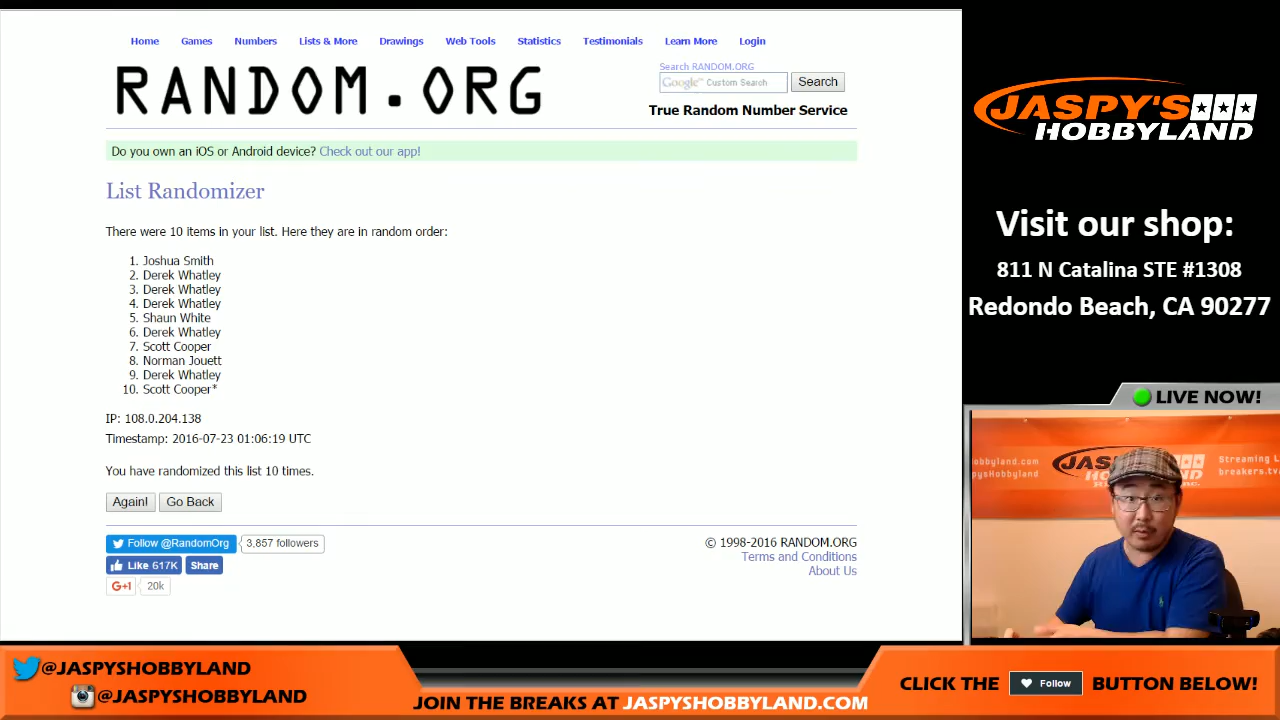 Home Games Numbers Lists & More Drawings Web Tools Statistics Testimonials Learn More Login
RANDOM.ORG
Search RANDOM.ORG
Google™ Custom Search Search
True Random Number Service
Do you own an iOS or Android device? Check out our app!
List Randomizer
There were 10 items in your list. Here they are in random order:
1. Joshua Smith
2. Derek Whatley
3. Derek Whatley
4. Derek Whatley
5. Shaun White
6. Derek Whatley
7. Scott Cooper
8. Norman Jouett
9. Derek Whatley
10. Scott Cooper*
IP: 108.0.204.138
Timestamp: 2016-07-23 01:06:19 UTC
You have randomized this list 10 times.
Again! Go Back
Follow @RandomOrg 3,857 followers
Like 617K Share
G+1 20k
© 1998-2016 RANDOM.ORG
Terms and Conditions
About Us
JASPY'S
HOBBYLAND
Visit our shop:
811 N Catalina STE #1308
Redondo Beach, CA 90277
LIVE NOW!
hobbyland.com
pysHobbyland
Streaming L
breakers.tv
@JASPYSHOBBYLAND
@JASPYSHOBBYLAND
JOIN THE BREAKS AT JASPYSHOBBYLAND.COM
CLICK THE Follow BUTTON BELOW!